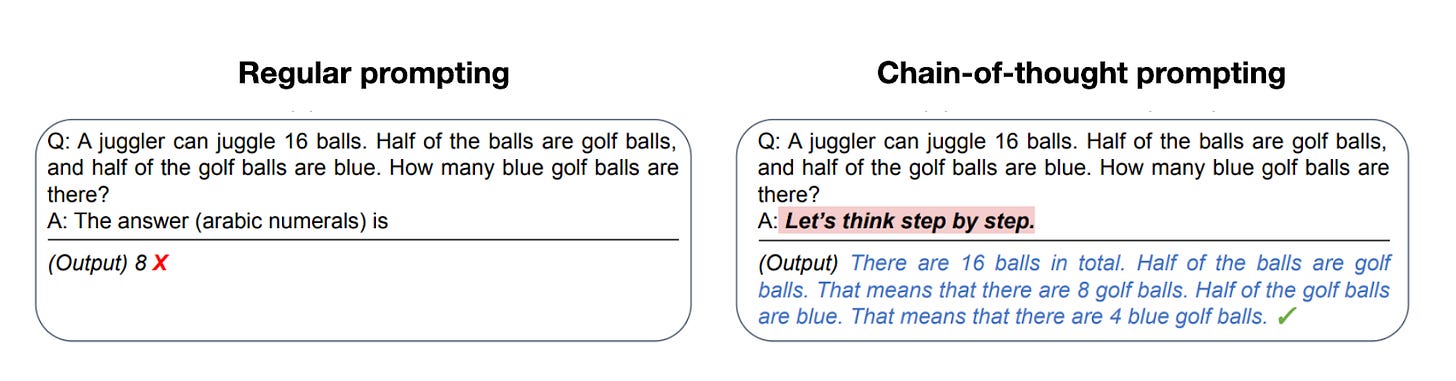 Regular prompting
Q: A juggler can juggle 16 balls. Half of the balls are golf balls,
and half of the golf balls are blue. How many blue golf balls are
there?
A: The answer (arabic numerals) is
(Output) 8 X
Chain-of-thought prompting
Q: A juggler can juggle 16 balls. Half of the balls are golf balls,
and half of the golf balls are blue. How many blue golf balls are
there?
A: Let’s think step by step.
(Output) There are 16 balls in total. Half of the balls are golf
balls. That means that there are 8 golf balls. Half of the golf balls
are blue. That means that there are 4 blue golf balls. ✓